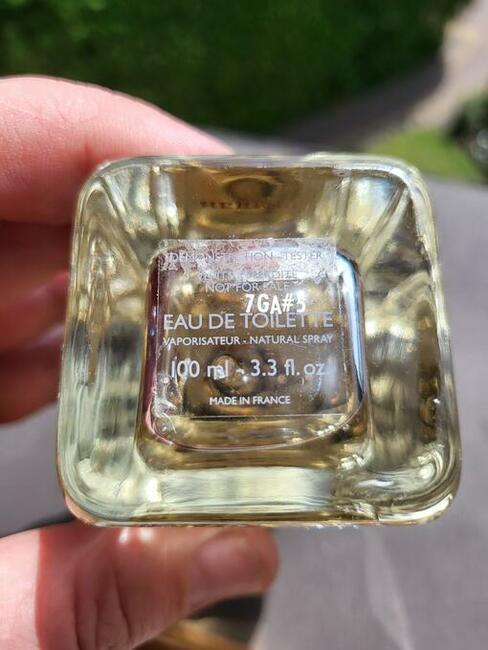 DEMONSTRATION - TESTER
NOT FOR SALE
7GA#5
EAU DE TOILETTE
VAPORISATEUR - NATURAL SPRAY
100 ml - 3.3 fl. oz
MADE IN FRANCE